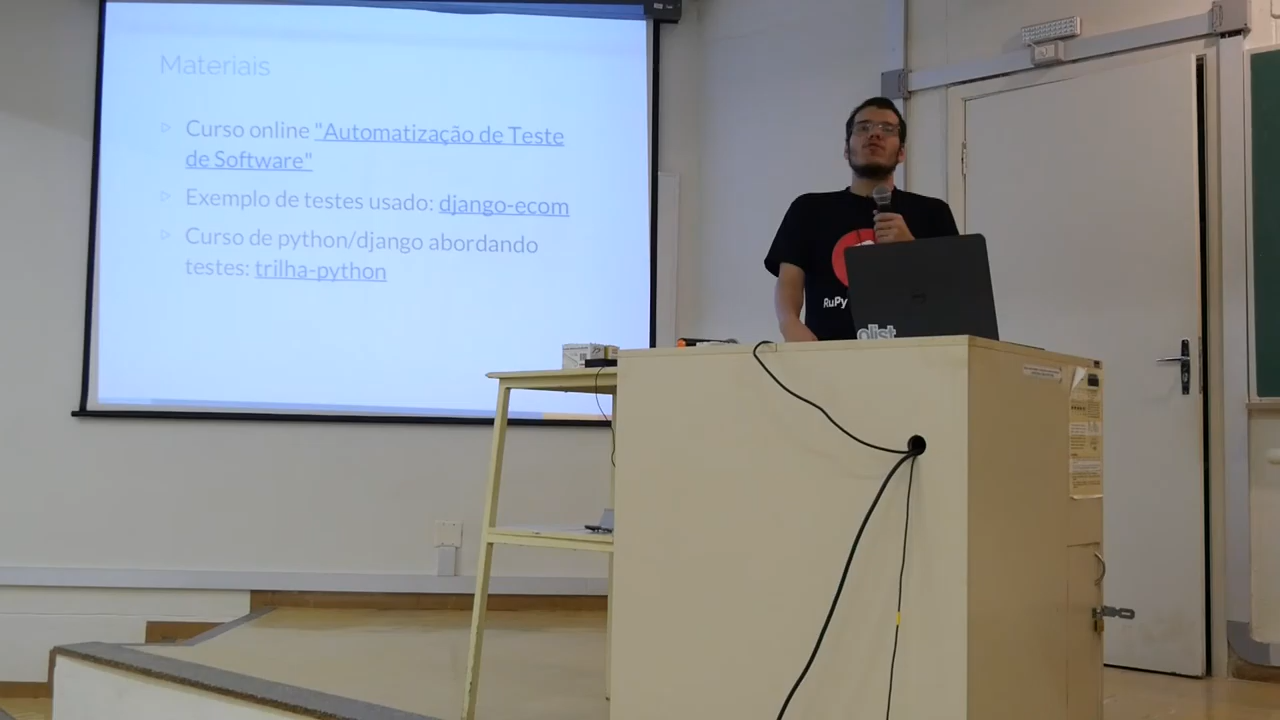 Materiais
Curso online "Automatização de Teste
de Software"
Exemplo de testes usado: django-ecom
Curso de python/django abordando
testes: trilha-python
RuPy
olist